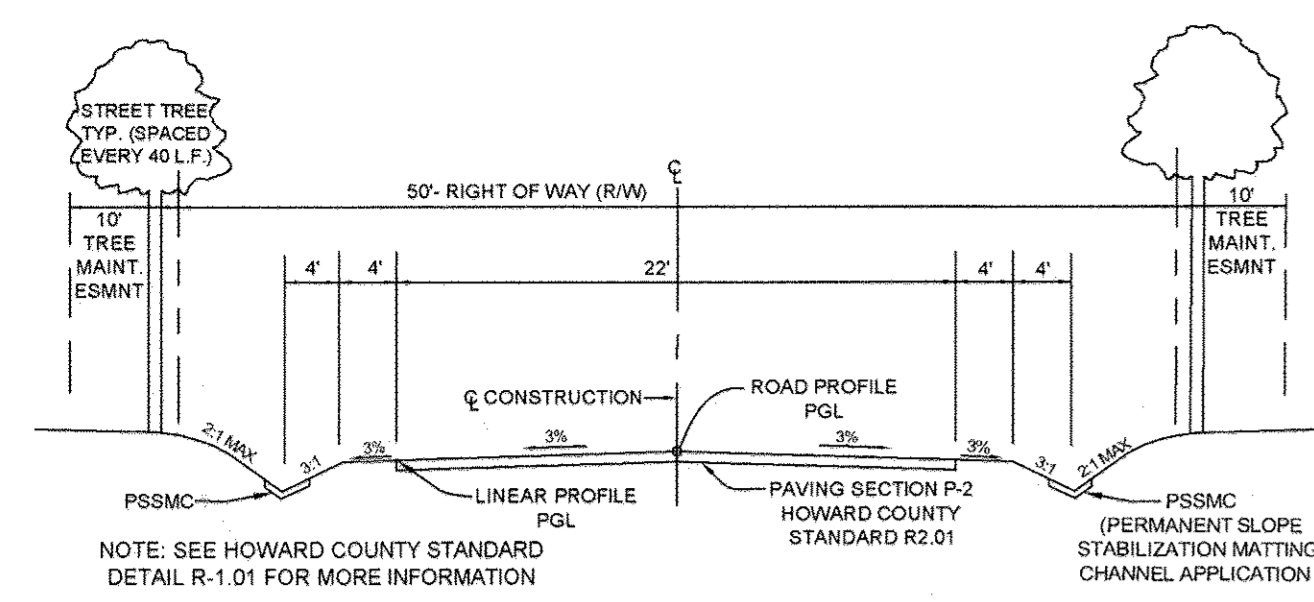 STREET TREE
TYP. (SPACED
EVERY 40 L.F.)
℄
50'- RIGHT OF WAY (R/W)
10'
TREE
MAINT.
ESMNT
10'
TREE
MAINT.
ESMNT
4'
4'
22'
4'
4'
℄ CONSTRUCTION
ROAD PROFILE
PGL
2:1 MAX
3:1
3%
3%
3%
3%
3:1
2:1 MAX
PSSMC
LINEAR PROFILE
PGL
PAVING SECTION P-2
HOWARD COUNTY
STANDARD R2.01
PSSMC
(PERMANENT SLOPE
STABILIZATION MATTING
CHANNEL APPLICATION
NOTE: SEE HOWARD COUNTY STANDARD
DETAIL R-1.01 FOR MORE INFORMATION